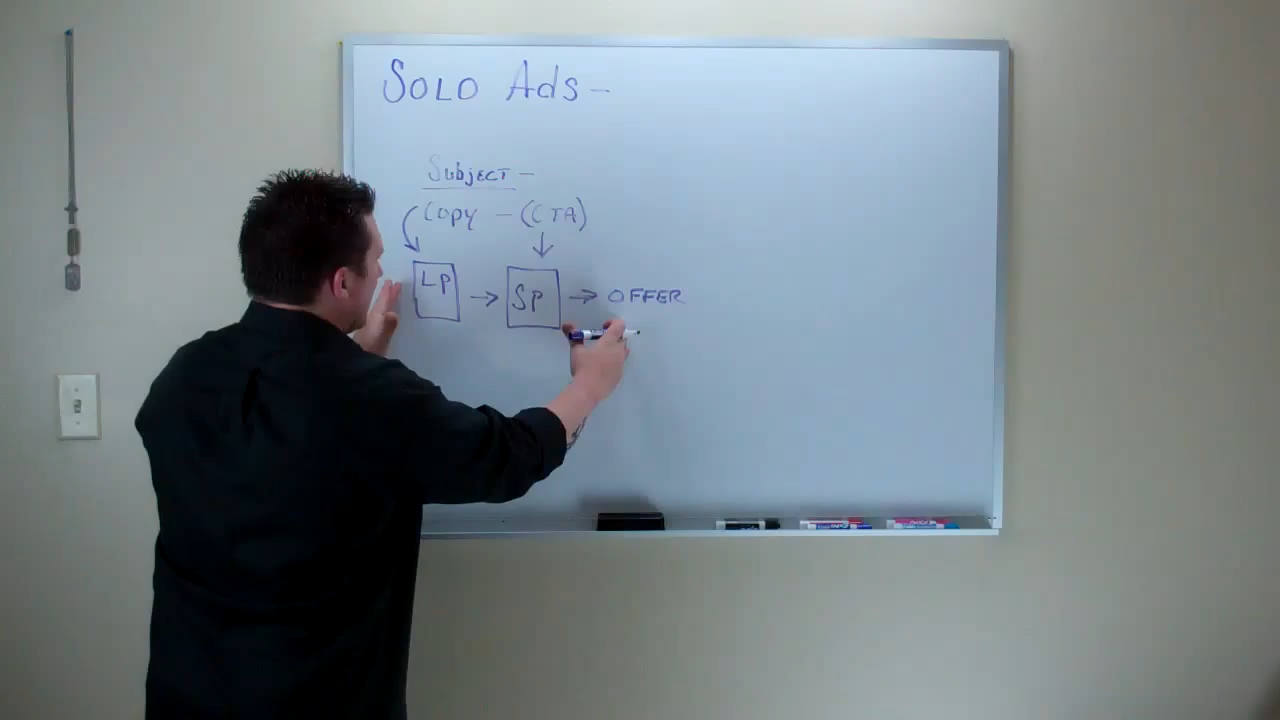 Solo Ads -
Subject -
Copy - (CTA)
LP → SP → OFFER